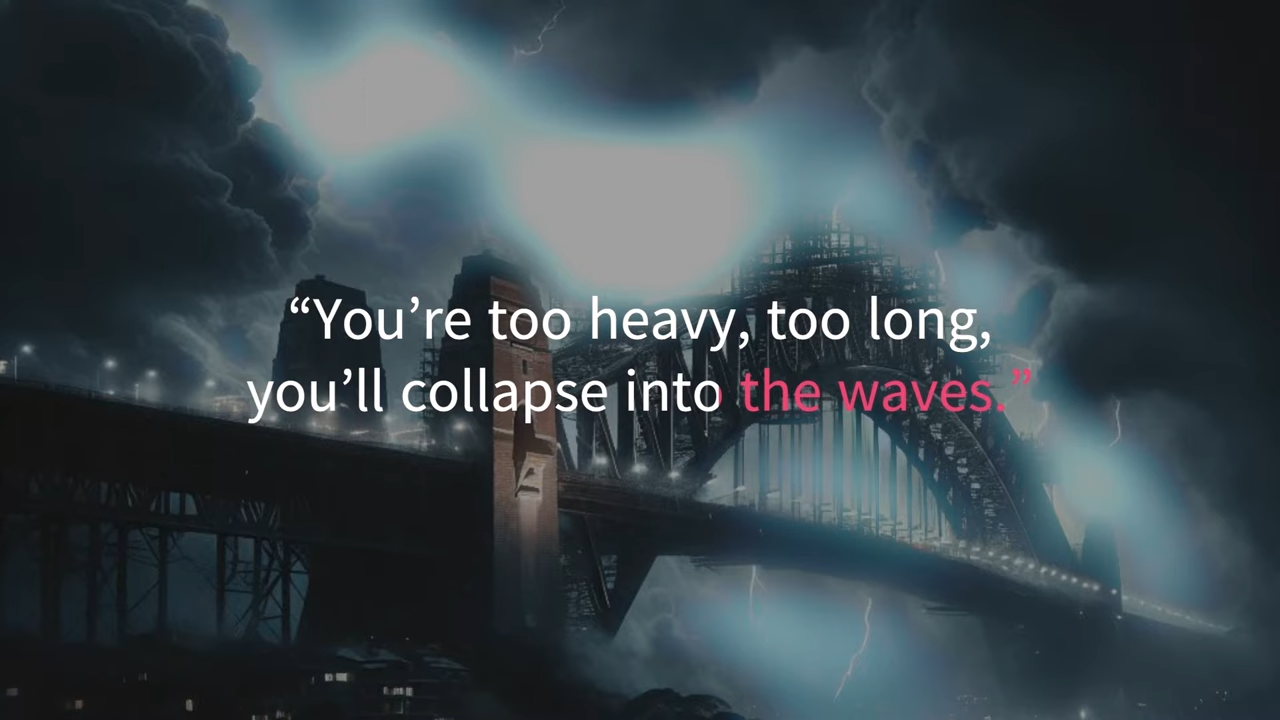 “You’re too heavy, too long,
you’ll collapse into the waves.”